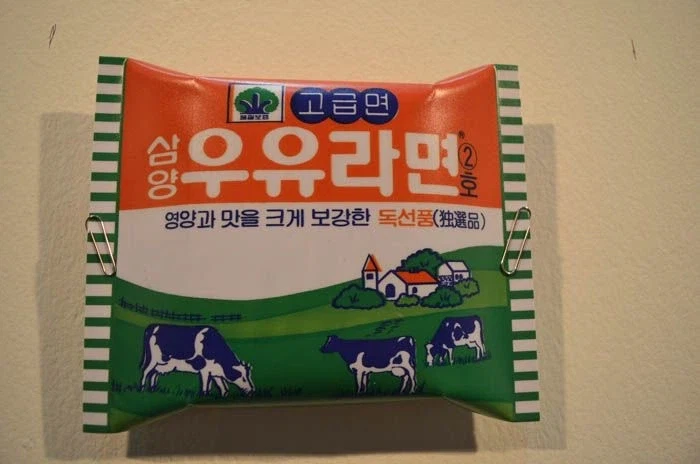 고급면
삼양 우유라면 ②호
영양과 맛을 크게 보강한 독선품(独選品)